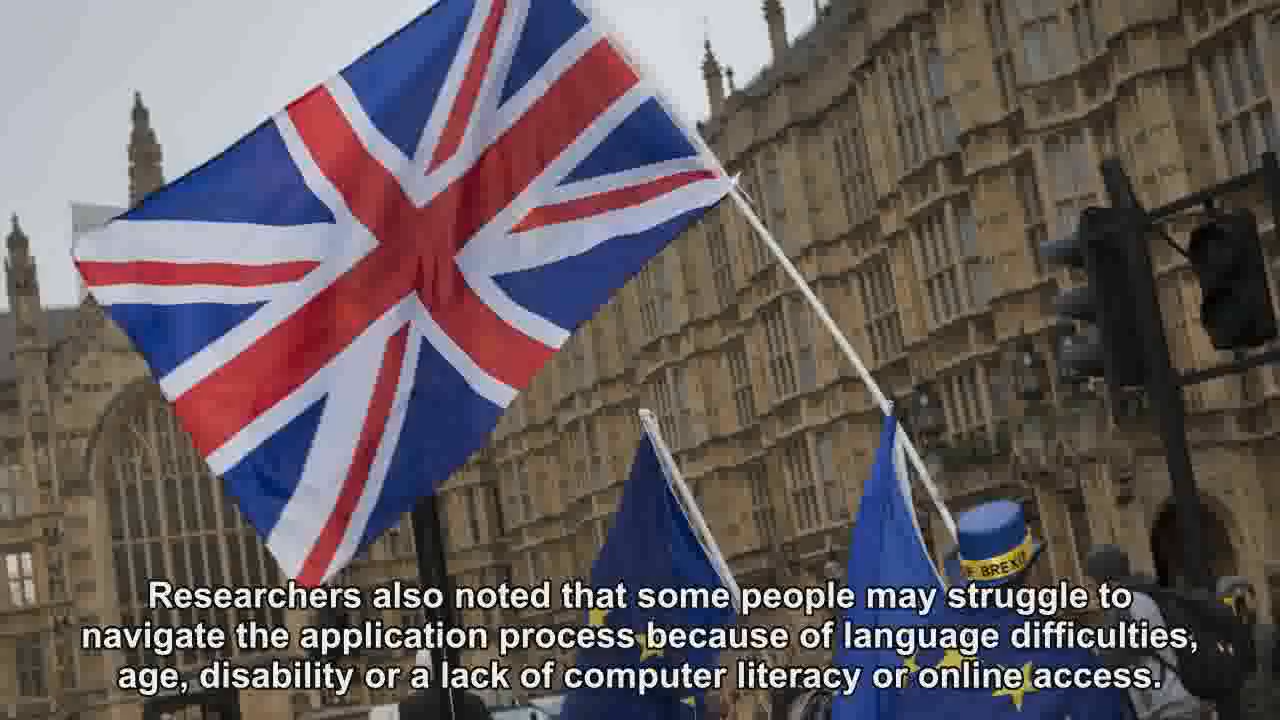 E BREXI
Researchers also noted that some people may struggle to
navigate the application process because of language difficulties,
age, disability or a lack of computer literacy or online access.